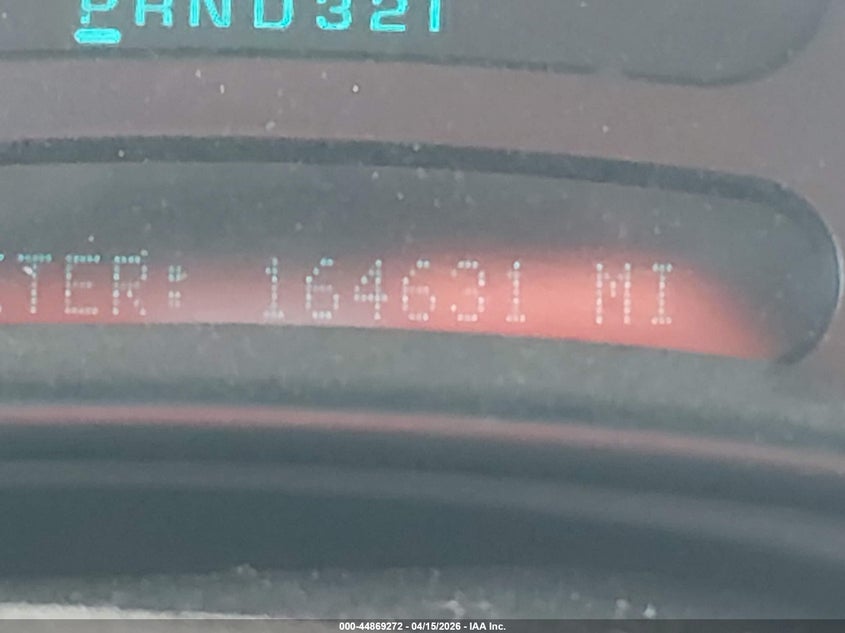 PRND321
TER: 164631 MI
000-44869272 - 04/15/2026 - IAA Inc.